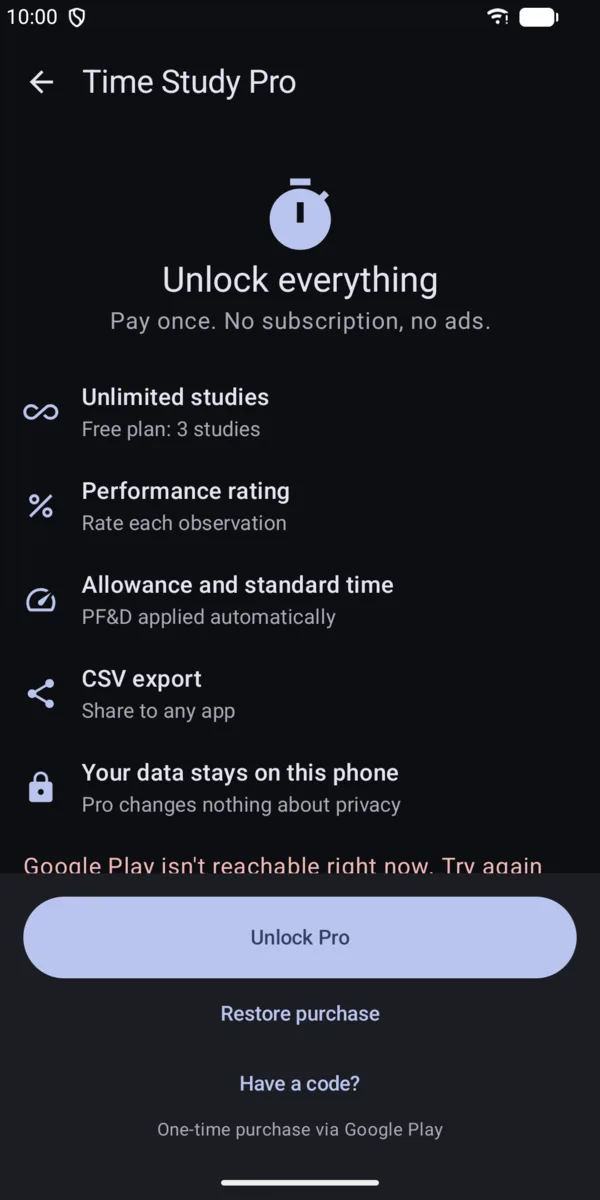 10:00
Time Study Pro
Unlock everything
Pay once. No subscription, no ads.
Unlimited studies
Free plan: 3 studies
Performance rating
Rate each observation
Allowance and standard time
PF&D applied automatically
CSV export
Share to any app
Your data stays on this phone
Pro changes nothing about privacy
Google Play isn't reachable right now. Try again
Unlock Pro
Restore purchase
Have a code?
One-time purchase via Google Play